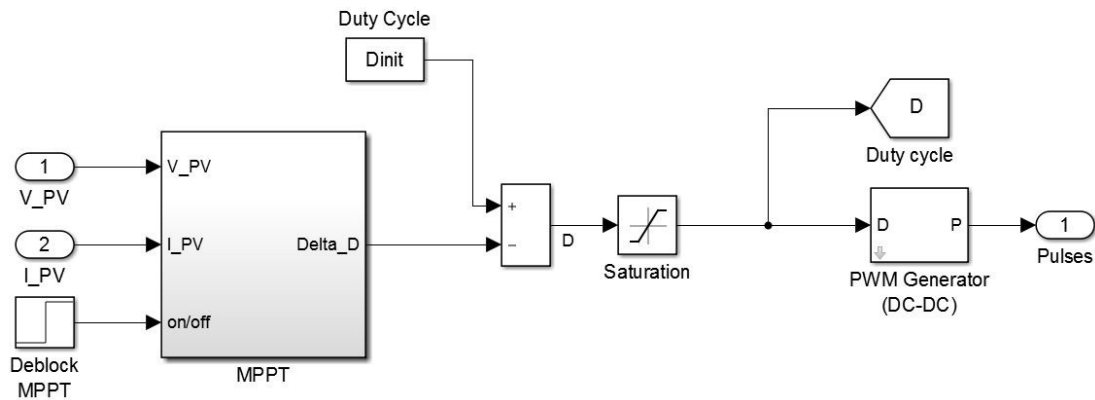 Duty Cycle
Dinit
D
Duty cycle
1
V_PV
V_PV
2
I_PV
I_PV
Delta_D
+
−
D
Saturation
D
P
PWM Generator
(DC-DC)
1
Pulses
on/off
Deblock
MPPT
MPPT